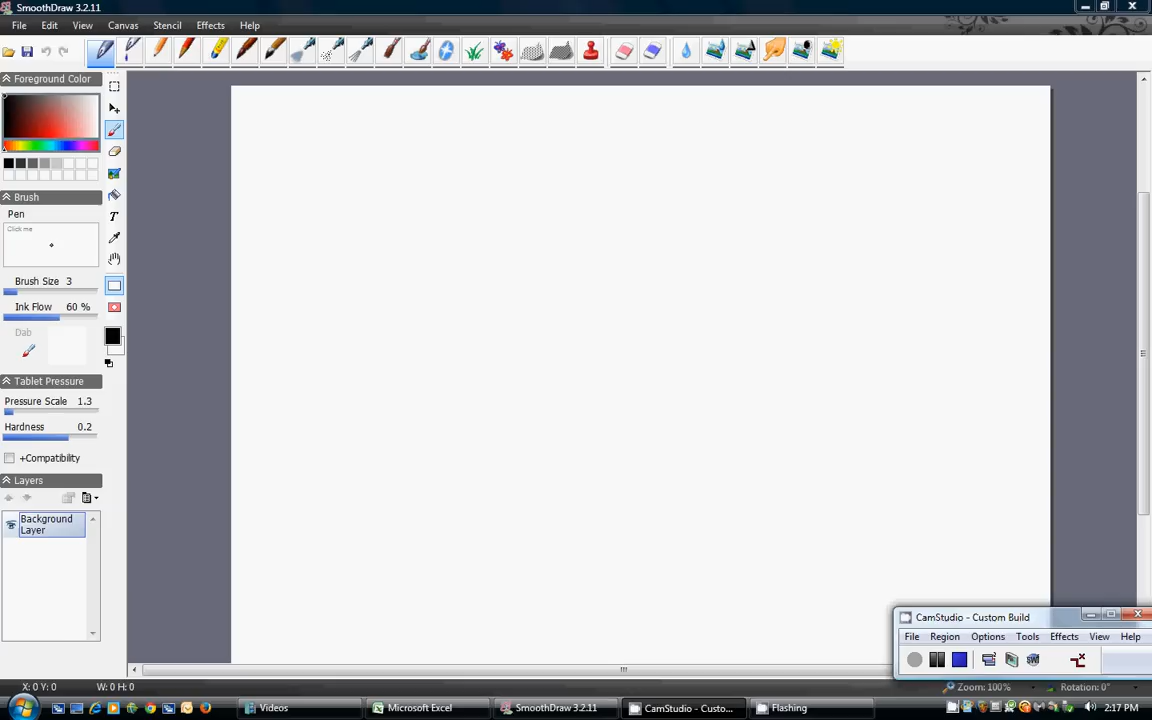 SmoothDraw 3.2.11
File Edit View Canvas Stencil Effects Help
Foreground Color
Brush
Pen
Click me
Brush Size 3
Ink Flow 60 %
Dab
Tablet Pressure
Pressure Scale 1.3
Hardness 0.2
+Compatibility
Layers
Background
Layer
CamStudio - Custom Build
File Region Options Tools Effects View Help
X: 0 Y: 0 W: 0 H: 0 Zoom: 100% Rotation: 0°
Videos Microsoft Excel SmoothDraw 3.2.11 CamStudio - Custo... Flashing 2:17 PM